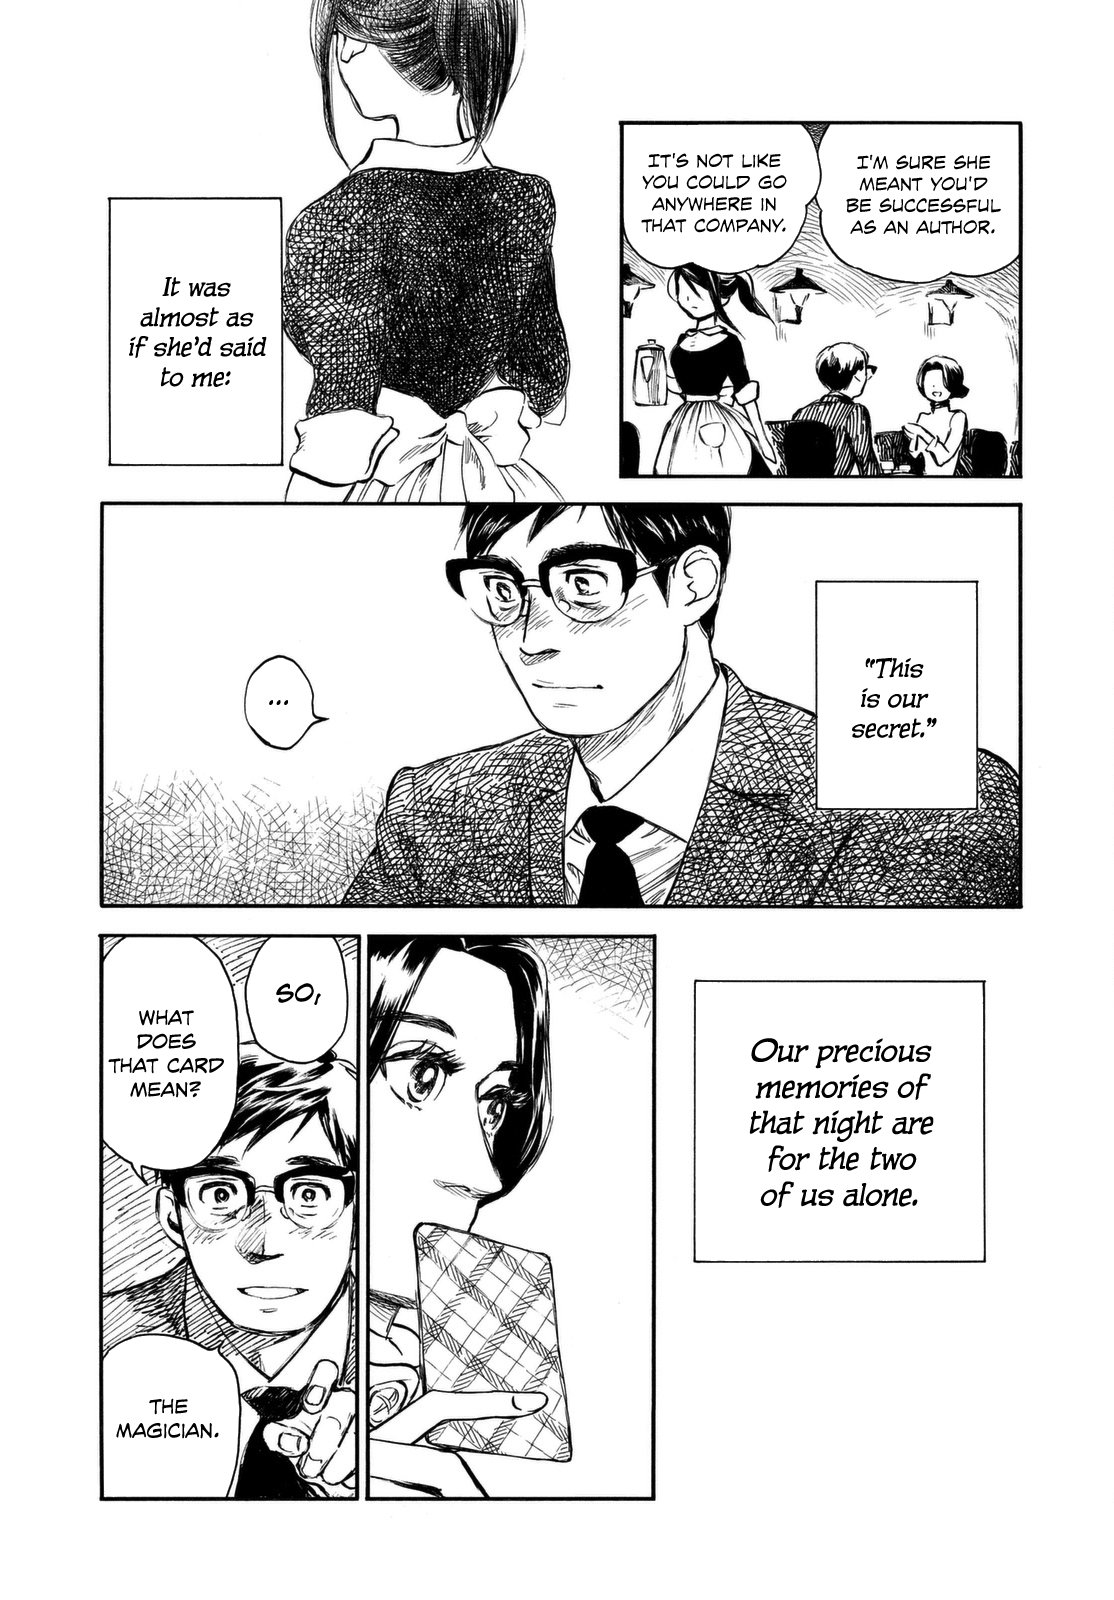 I'M SURE SHE
MEANT YOU'D
BE SUCCESSFUL
AS AN AUTHOR.
IT'S NOT LIKE
YOU COULD GO
ANYWHERE IN
THAT COMPANY.
It was
almost as
if she'd said
to me:
"This
is our
secret."
...
Our precious
memories of
that night are
for the two
of us alone.
SO,
WHAT
DOES
THAT CARD
MEAN?
THE
MAGICIAN.